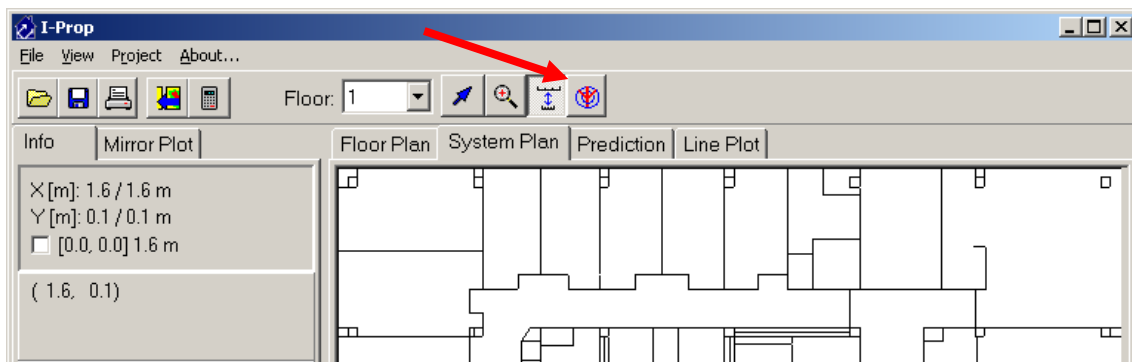 I-Prop
File View Project About...
Floor: 1
Info Mirror Plot Floor Plan System Plan Prediction Line Plot
X [m]: 1.6 / 1.6 m
Y [m]: 0.1 / 0.1 m
[0.0, 0.0] 1.6 m
( 1.6, 0.1)